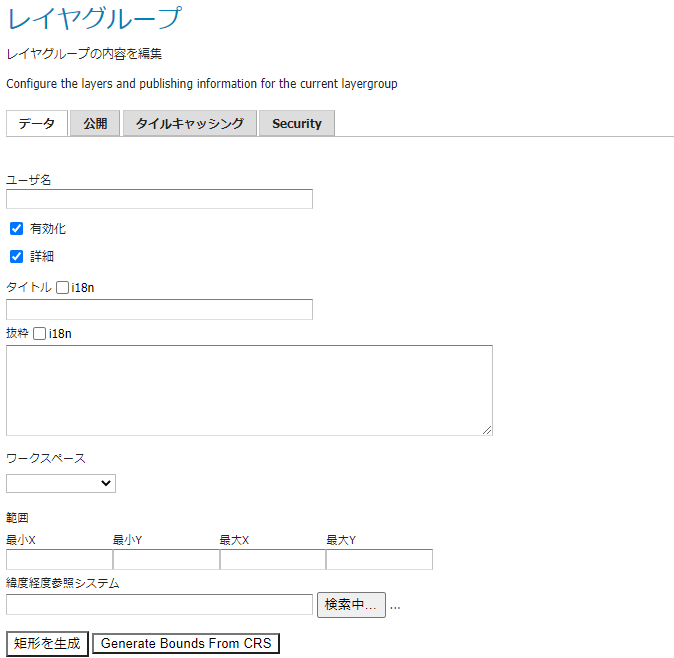 レイヤグループ
レイヤグループの内容を編集
Configure the layers and publishing information for the current layergroup
データ 公開 タイルキャッシング Security
ユーザ名
有効化
詳細
タイトル i18n
抜粋 i18n
ワークスペース
範囲
最小X 最小Y 最大X 最大Y
緯度経度参照システム
検索中... ...
矩形を生成 Generate Bounds From CRS